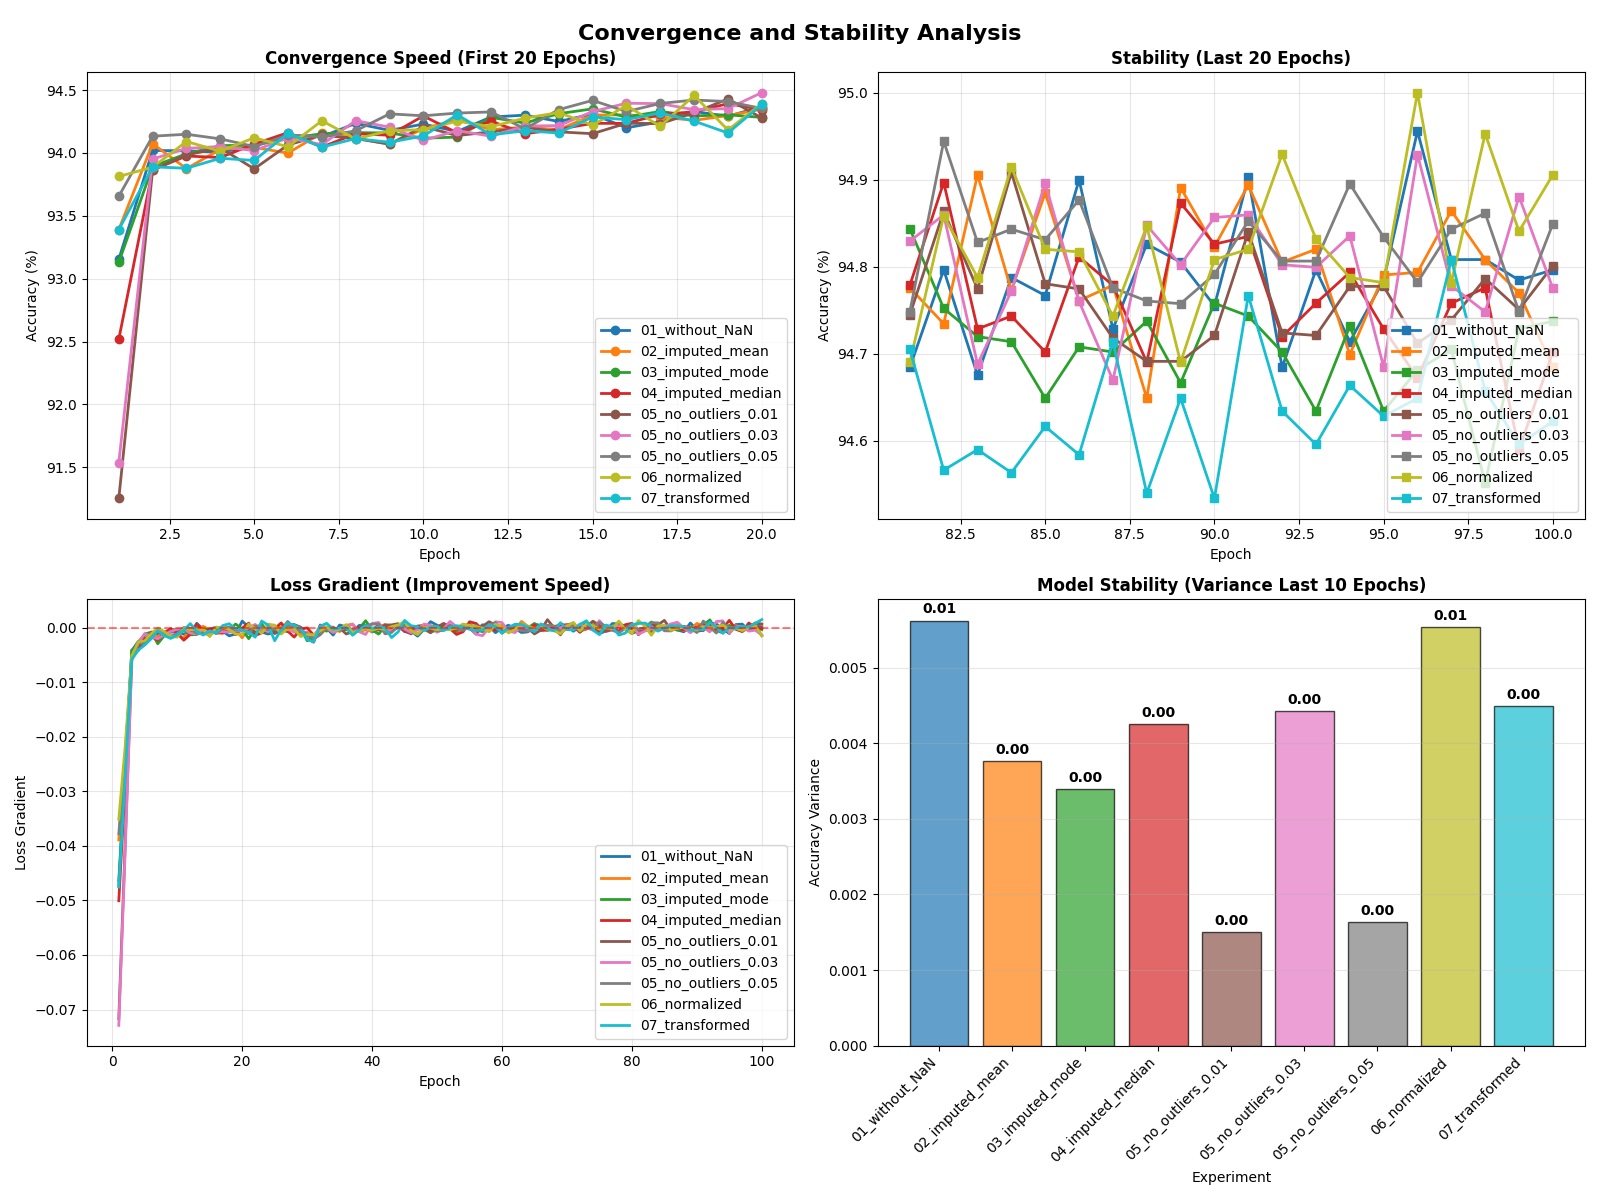 Convergence and Stability Analysis
Convergence Speed (First 20 Epochs)
94.5
94.0
93.5
93.0
92.5
92.0
91.5
Accuracy (%)
01_without_NaN
02_imputed_mean
03_imputed_mode
04_imputed_median
05_no_outliers_0.01
05_no_outliers_0.03
05_no_outliers_0.05
06_normalized
07_transformed
2.5 5.0 7.5 10.0 12.5 15.0 17.5 20.0
Epoch
Stability (Last 20 Epochs)
95.0
94.9
94.8
94.7
94.6
Accuracy (%)
01_without_NaN
02_imputed_mean
03_imputed_mode
04_imputed_median
05_no_outliers_0.01
05_no_outliers_0.03
05_no_outliers_0.05
06_normalized
07_transformed
82.5 85.0 87.5 90.0 92.5 95.0 97.5 100.0
Epoch
Loss Gradient (Improvement Speed)
0.00
−0.01
−0.02
−0.03
−0.04
−0.05
−0.06
−0.07
Loss Gradient
01_without_NaN
02_imputed_mean
03_imputed_mode
04_imputed_median
05_no_outliers_0.01
05_no_outliers_0.03
05_no_outliers_0.05
06_normalized
07_transformed
0 20 40 60 80 100
Epoch
Model Stability (Variance Last 10 Epochs)
0.005
0.004
0.003
0.002
0.001
0.000
Accuracy Variance
0.01 0.00 0.00 0.00 0.00 0.00 0.00 0.01 0.00
01_without_NaN
02_imputed_mean
03_imputed_mode
04_imputed_median
05_no_outliers_0.01
05_no_outliers_0.03
05_no_outliers_0.05
06_normalized
07_transformed
Experiment